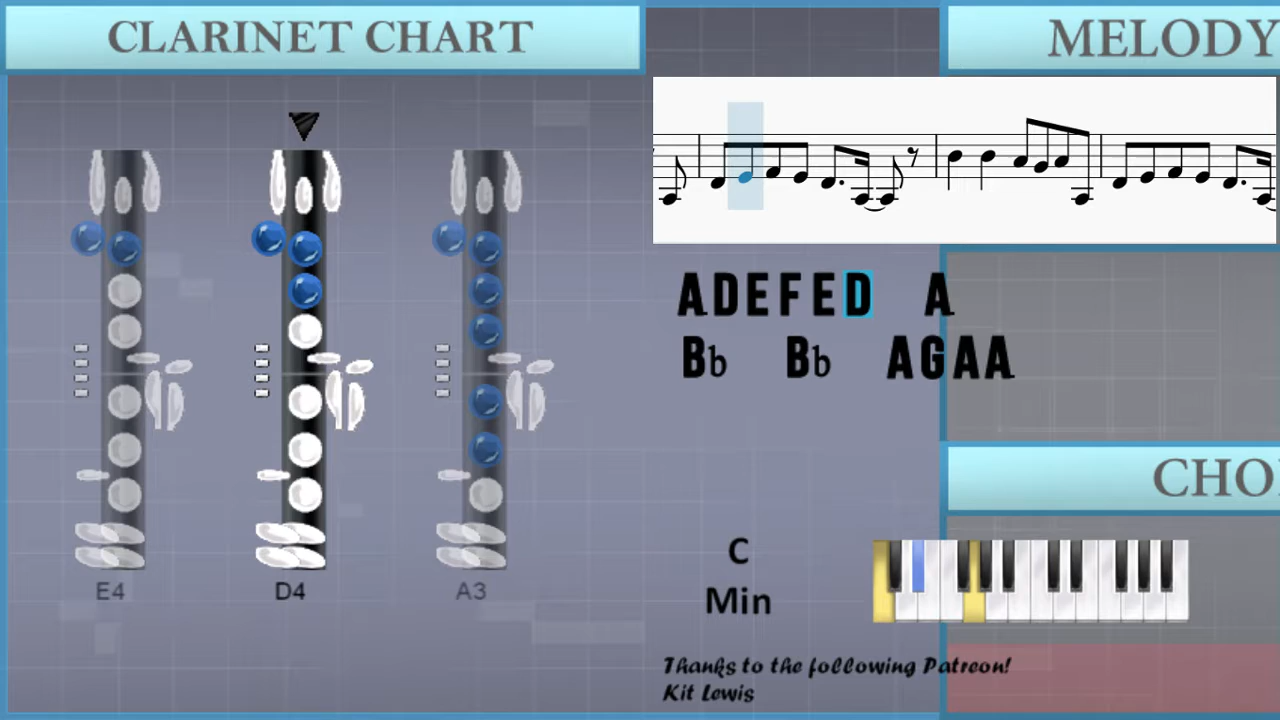 CLARINET CHART
MELODY
ADEFED A
Bb Bb AGAA
CHO
C
Min
E4 D4 A3
Thanks to the following Patreon!
Kit Lewis